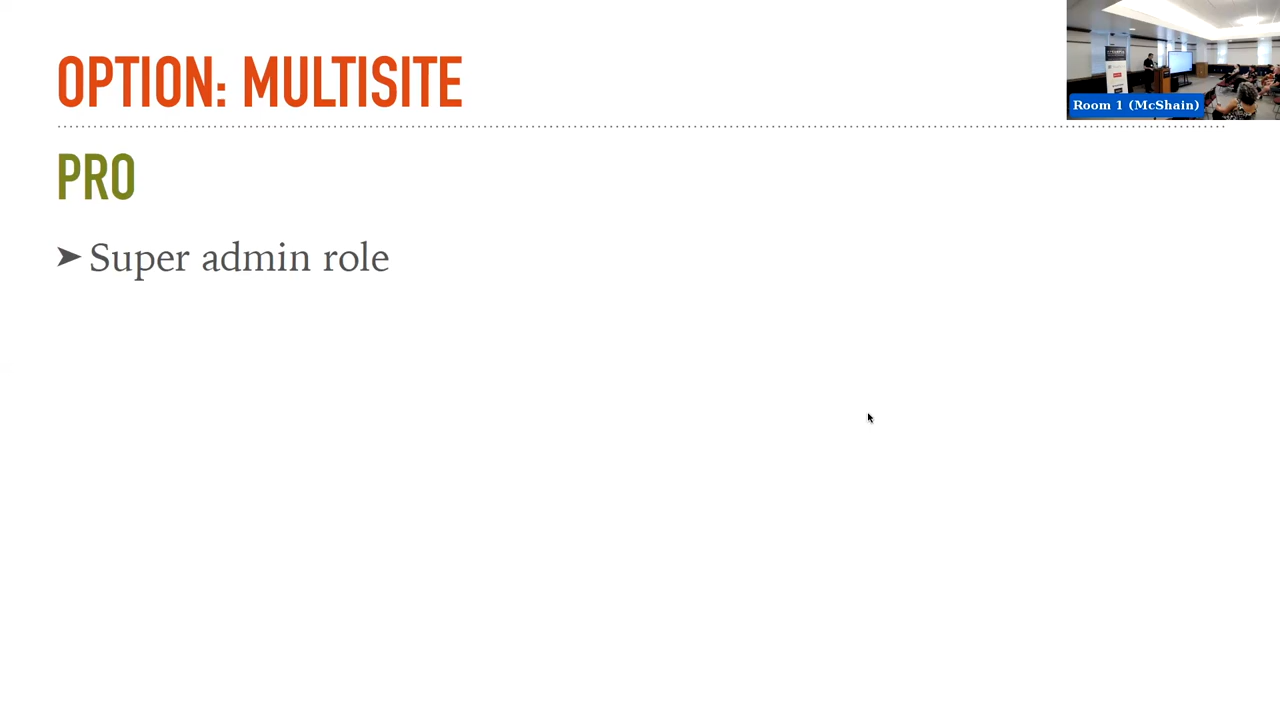 OPTION: MULTISITE
Room 1 (McShain)
PRO
➤ Super admin role